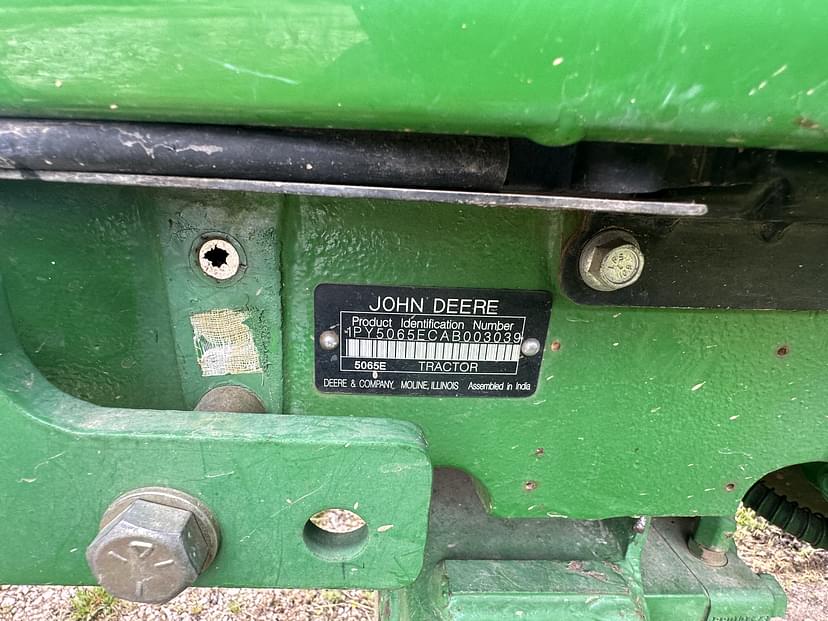 JOHN DEERE
Product Identification Number
1PY5065ECAB003039
5065E TRACTOR
DEERE & COMPANY, MOLINE, ILLINOIS Assembled in India